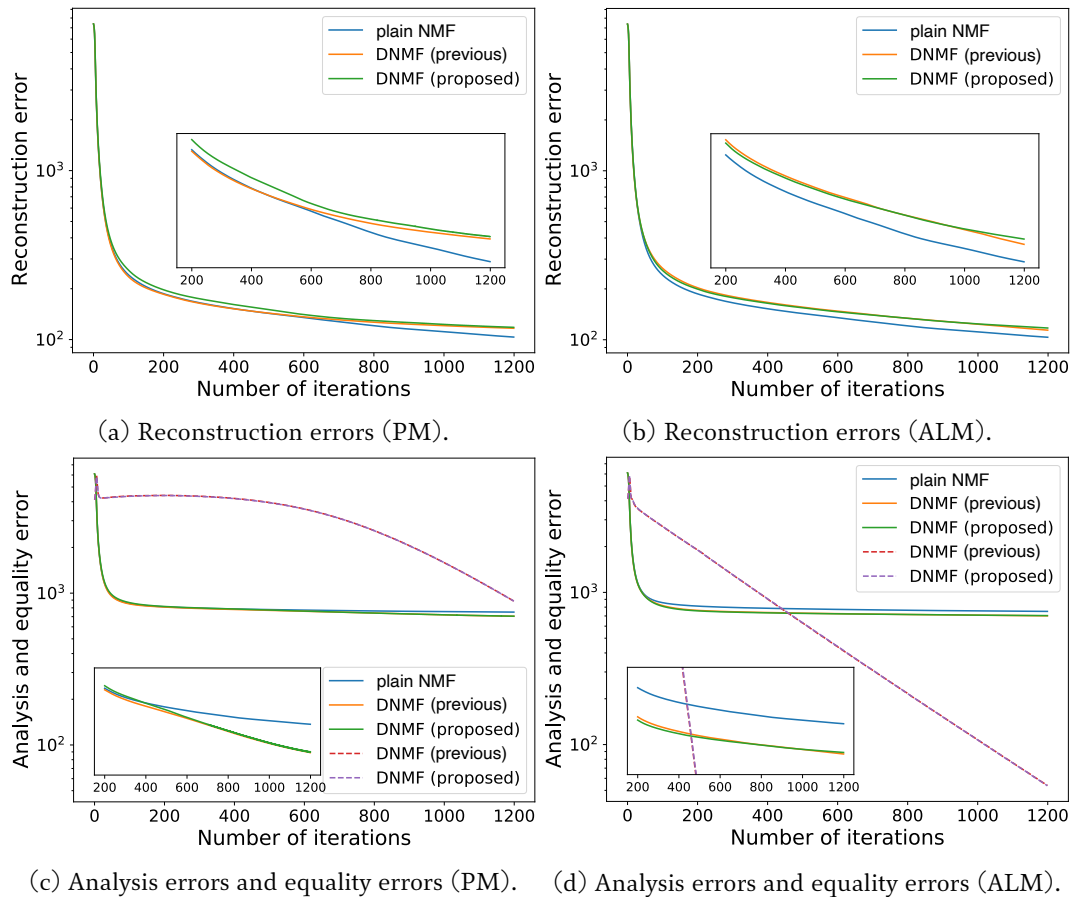 plain NMF
DNMF (previous)
DNMF (proposed)
Reconstruction error
10³
10²
200 400 600 800 1000 1200
0 200 400 600 800 1000 1200
Number of iterations
(a) Reconstruction errors (PM).
plain NMF
DNMF (previous)
DNMF (proposed)
Reconstruction error
10³
10²
200 400 600 800 1000 1200
0 200 400 600 800 1000 1200
Number of iterations
(b) Reconstruction errors (ALM).
Analysis and equality error
10³
10²
plain NMF
DNMF (previous)
DNMF (proposed)
DNMF (previous)
DNMF (proposed)
200 400 600 800 1000 1200
0 200 400 600 800 1000 1200
Number of iterations
(c) Analysis errors and equality errors (PM).
plain NMF
DNMF (previous)
DNMF (proposed)
DNMF (previous)
DNMF (proposed)
Analysis and equality error
10³
10²
200 400 600 800 1000 1200
0 200 400 600 800 1000 1200
Number of iterations
(d) Analysis errors and equality errors (ALM).